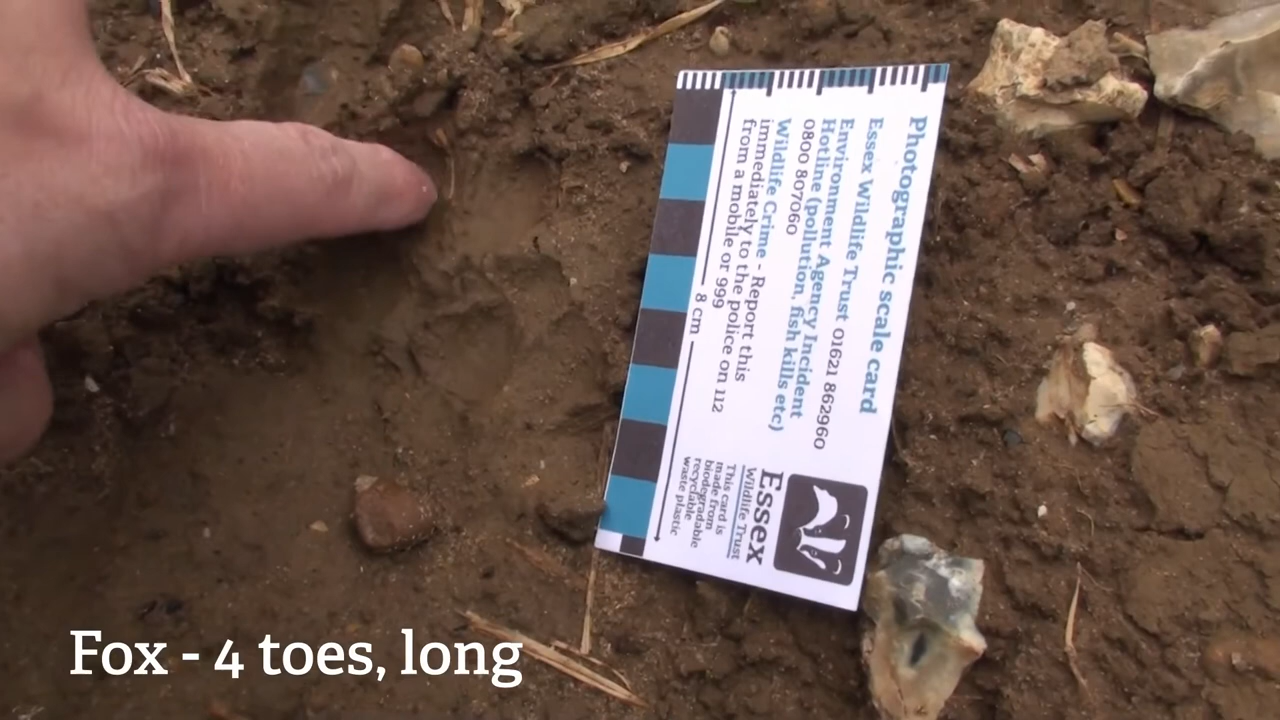 Photographic scale card
Essex Wildlife Trust 01621 862960
Environment Agency Incident
Hotline (pollution, fish kills etc)
0800 807060
Wildlife Crime - Report this
immediately to the police on 112
from a mobile or 999
8 cm
Essex
Wildlife Trust
This card is
made from
biodegradable
recyclable
waste plastic
Fox - 4 toes, long